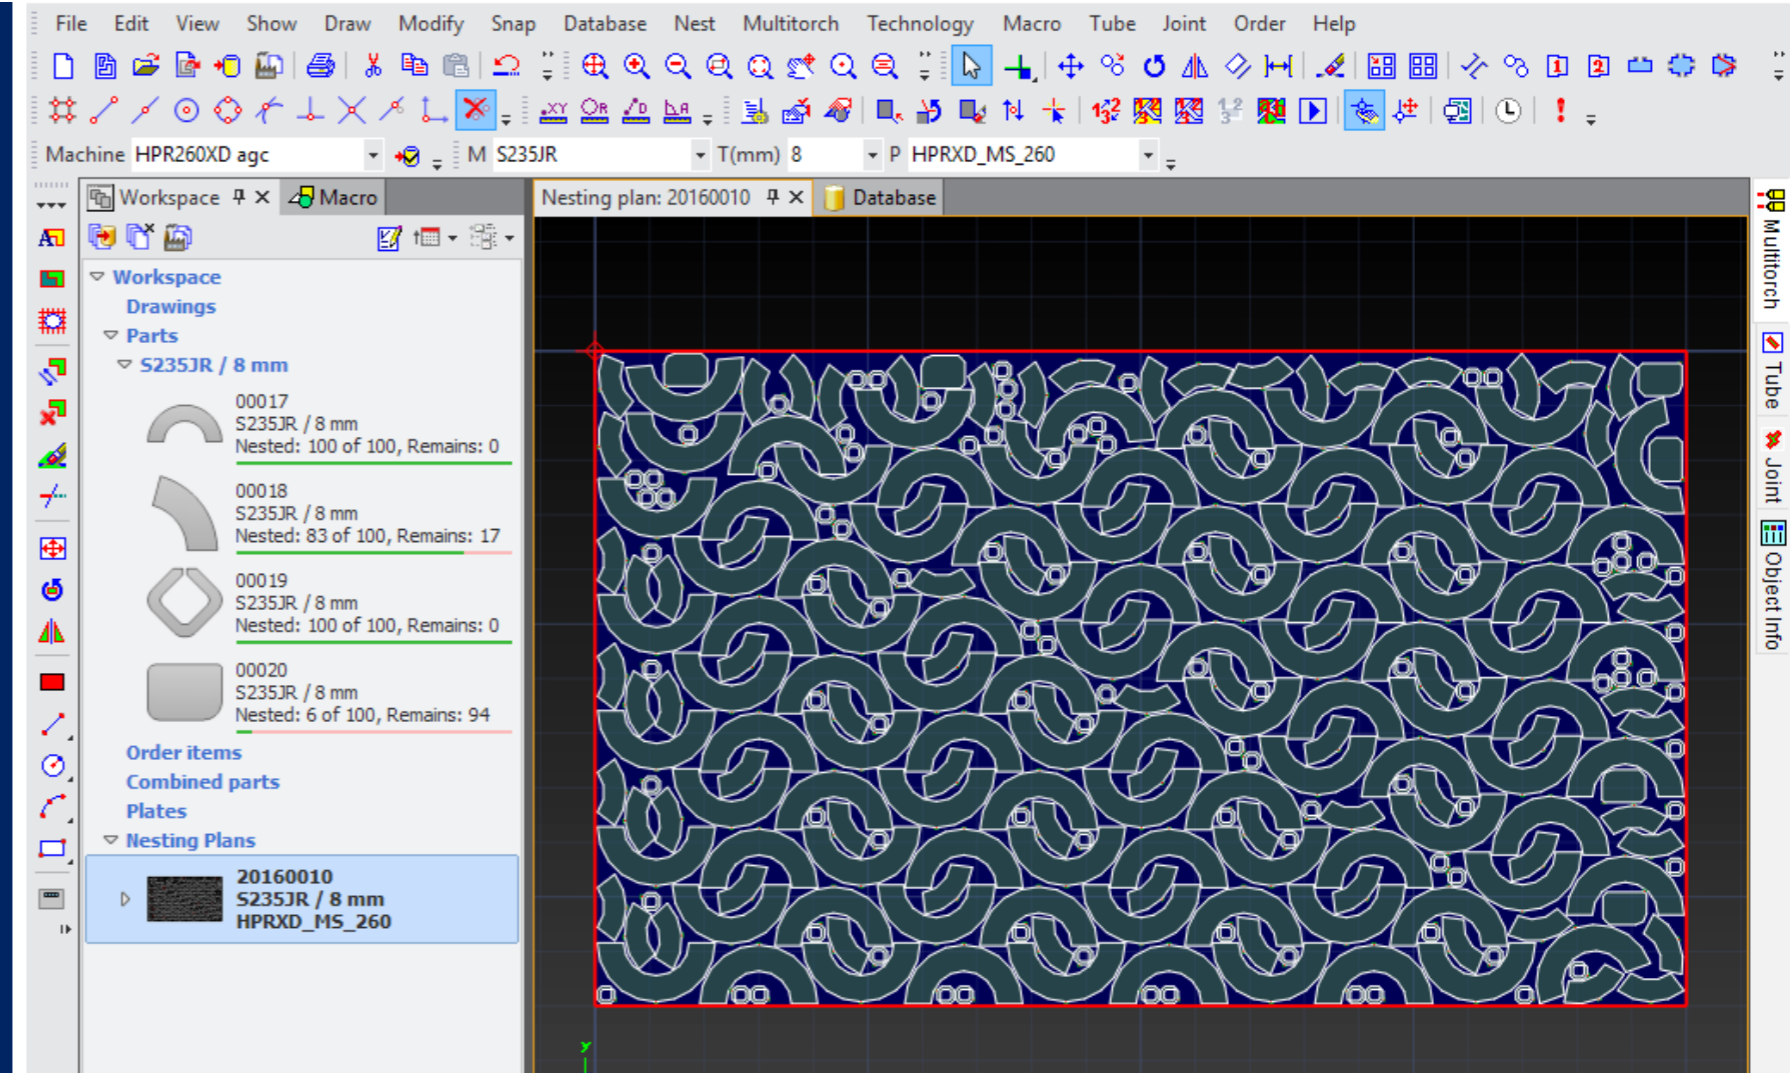 File Edit View Show Draw Modify Snap Database Nest Multitorch Technology Macro Tube Joint Order Help
Machine HPR260XD agc M S235JR T(mm) 8 P HPRXD_MS_260
Workspace Macro
Nesting plan: 20160010 Database
Workspace
Drawings
Parts
S235JR / 8 mm
00017
S235JR / 8 mm
Nested: 100 of 100, Remains: 0
00018
S235JR / 8 mm
Nested: 83 of 100, Remains: 17
00019
S235JR / 8 mm
Nested: 100 of 100, Remains: 0
00020
S235JR / 8 mm
Nested: 6 of 100, Remains: 94
Order items
Combined parts
Plates
Nesting Plans
20160010
S235JR / 8 mm
HPRXD_MS_260
Y
Multitorch
Tube
Joint
Object Info